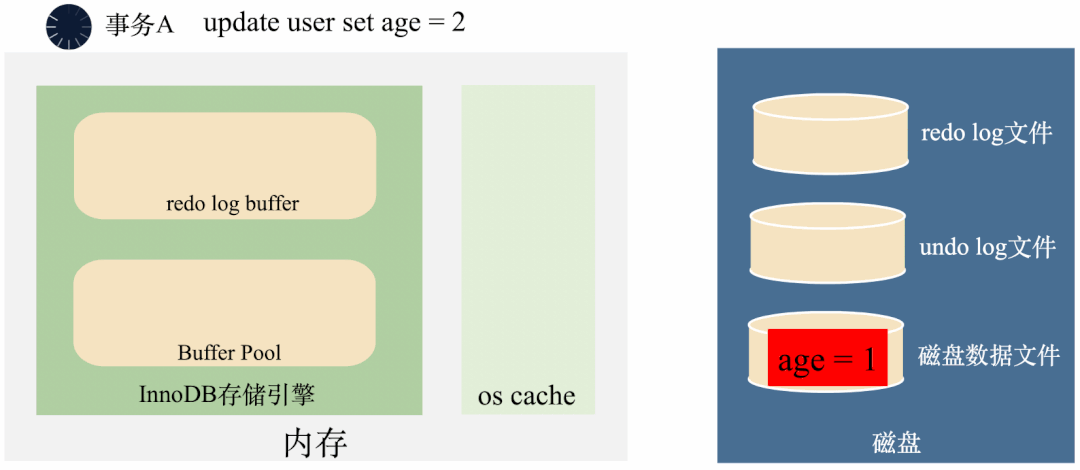 事务A update user set age = 2
redo log buffer
Buffer Pool
InnoDB存储引擎
os cache
内存
redo log文件
undo log文件
age = 1
磁盘数据文件
磁盘